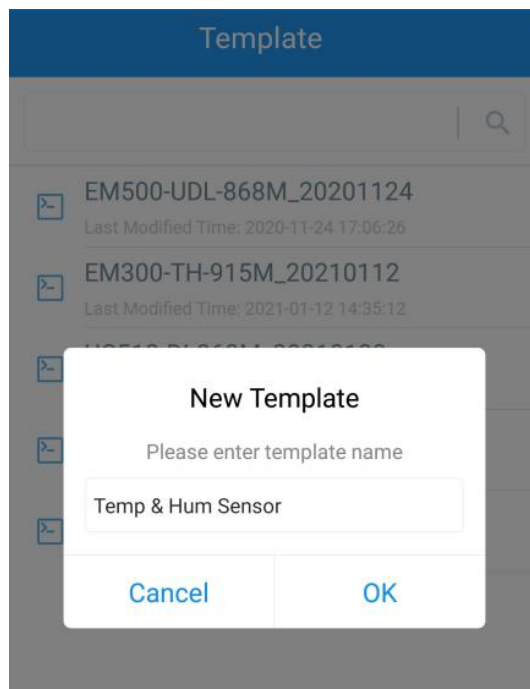 Template
EM500-UDL-868M_20201124
Last Modified Time: 2020-11-24 17:06:26
EM300-TH-915M_20210112
Last Modified Time: 2021-01-12 14:35:12
New Template
Please enter template name
Temp & Hum Sensor
Cancel
OK